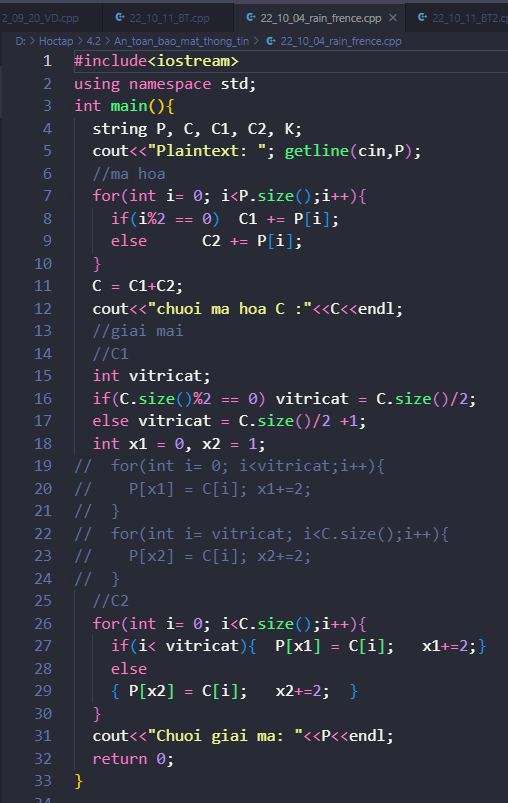 2_09_20_VD.cpp 22_10_11_BT.cpp 22_10_04_rain_frence.cpp × 22_10_11_BT2.c
D: > Hoctap > 4.2 > An_toan_bao_mat_thong_tin > 22_10_04_rain_frence.cpp
1 #include<iostream>
2 using namespace std;
3 int main(){
4 string P, C, C1, C2, K;
5 cout<<"Plaintext: "; getline(cin,P);
6 //ma hoa
7 for(int i= 0; i<P.size();i++){
8 if(i%2 == 0) C1 += P[i];
9 else C2 += P[i];
10 }
11 C = C1+C2;
12 cout<<"chuoi ma hoa C :"<<C<<endl;
13 //giai mai
14 //C1
15 int vitricat;
16 if(C.size()%2 == 0) vitricat = C.size()/2;
17 else vitricat = C.size()/2 +1;
18 int x1 = 0, x2 = 1;
19 // for(int i= 0; i<vitricat;i++){
20 // P[x1] = C[i]; x1+=2;
21 // }
22 // for(int i= vitricat; i<C.size();i++){
23 // P[x2] = C[i]; x2+=2;
24 // }
25 //C2
26 for(int i= 0; i<C.size();i++){
27 if(i< vitricat){ P[x1] = C[i]; x1+=2;}
28 else
29 { P[x2] = C[i]; x2+=2; }
30 }
31 cout<<"Chuoi giai ma: "<<P<<endl;
32 return 0;
33 }
34